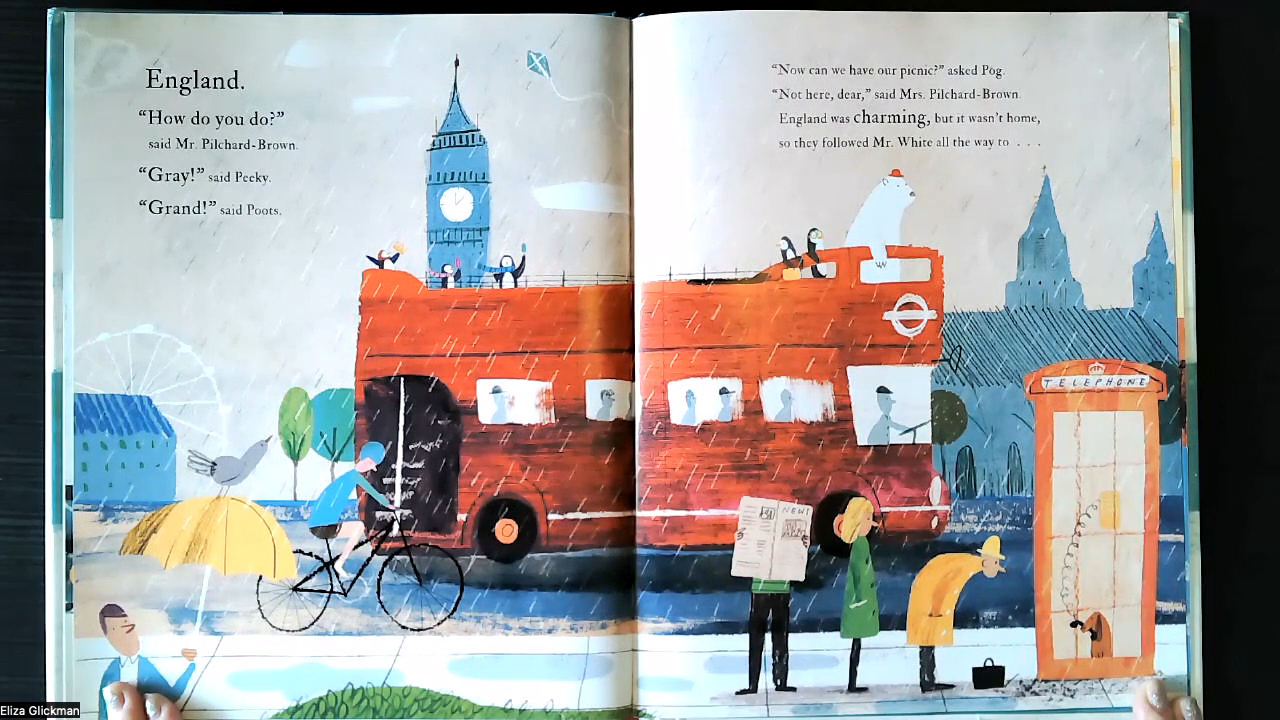 England.
“How do you do?”
said Mr. Pilchard-Brown.
“Gray!” said Peeky.
“Grand!” said Poots.
“Now can we have our picnic?” asked Pog.
“Not here, dear,” said Mrs. Pilchard-Brown.
England was charming, but it wasn’t home,
so they followed Mr. White all the way to . . .
TELEPHONE
NEWS
Eliza Glickman